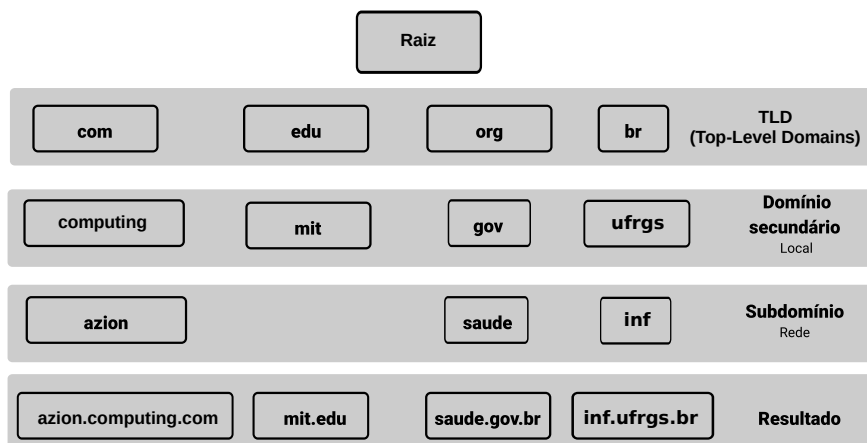 Raiz
com
edu
org
br
TLD
(Top-Level Domains)
computing
mit
gov
ufrgs
Domínio
secundário
Local
azion
saude
inf
Subdomínio
Rede
azion.computing.com
mit.edu
saude.gov.br
inf.ufrgs.br
Resultado